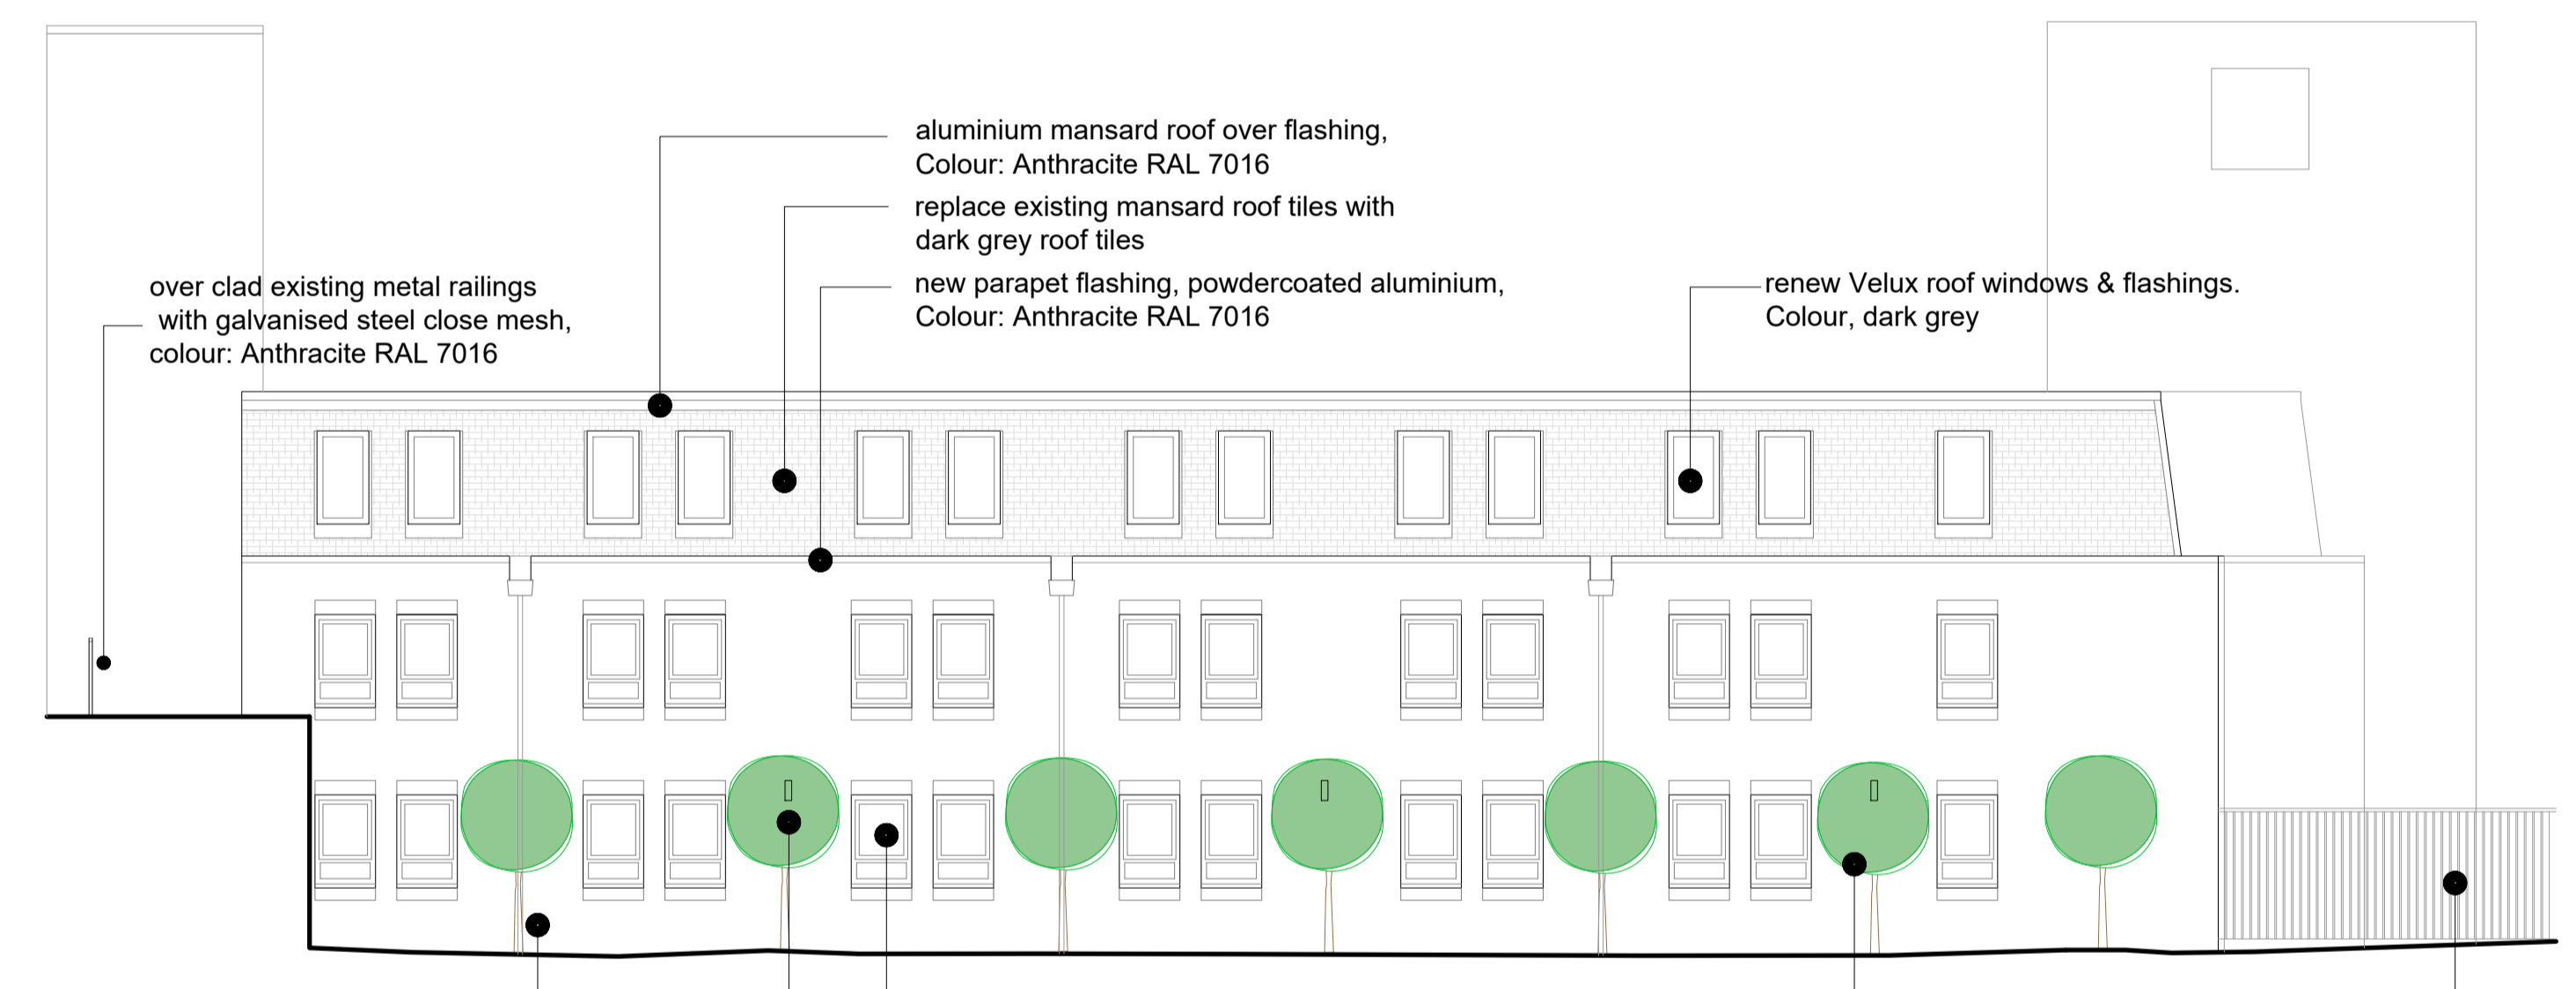 aluminium mansard roof over flashing,
Colour: Anthracite RAL 7016
replace existing mansard roof tiles with
dark grey roof tiles
new parapet flashing, powdercoated aluminium,
Colour: Anthracite RAL 7016
renew Velux roof windows & flashings.
Colour, dark grey
over clad existing metal railings
with galvanised steel close mesh,
colour: Anthracite RAL 7016